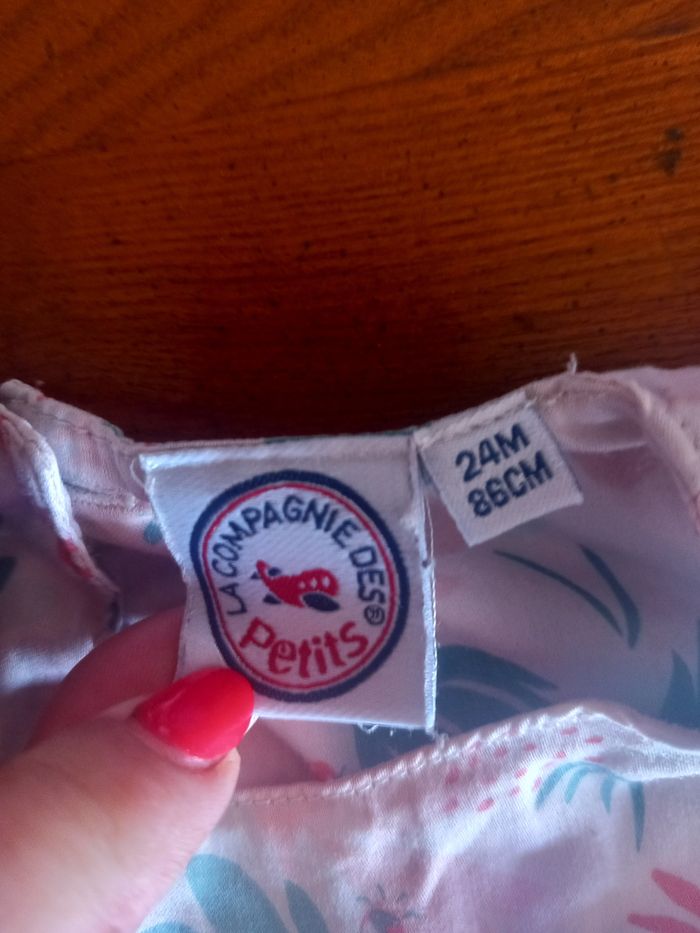 LA COMPAGNIE DES®
Petits
24M
86CM